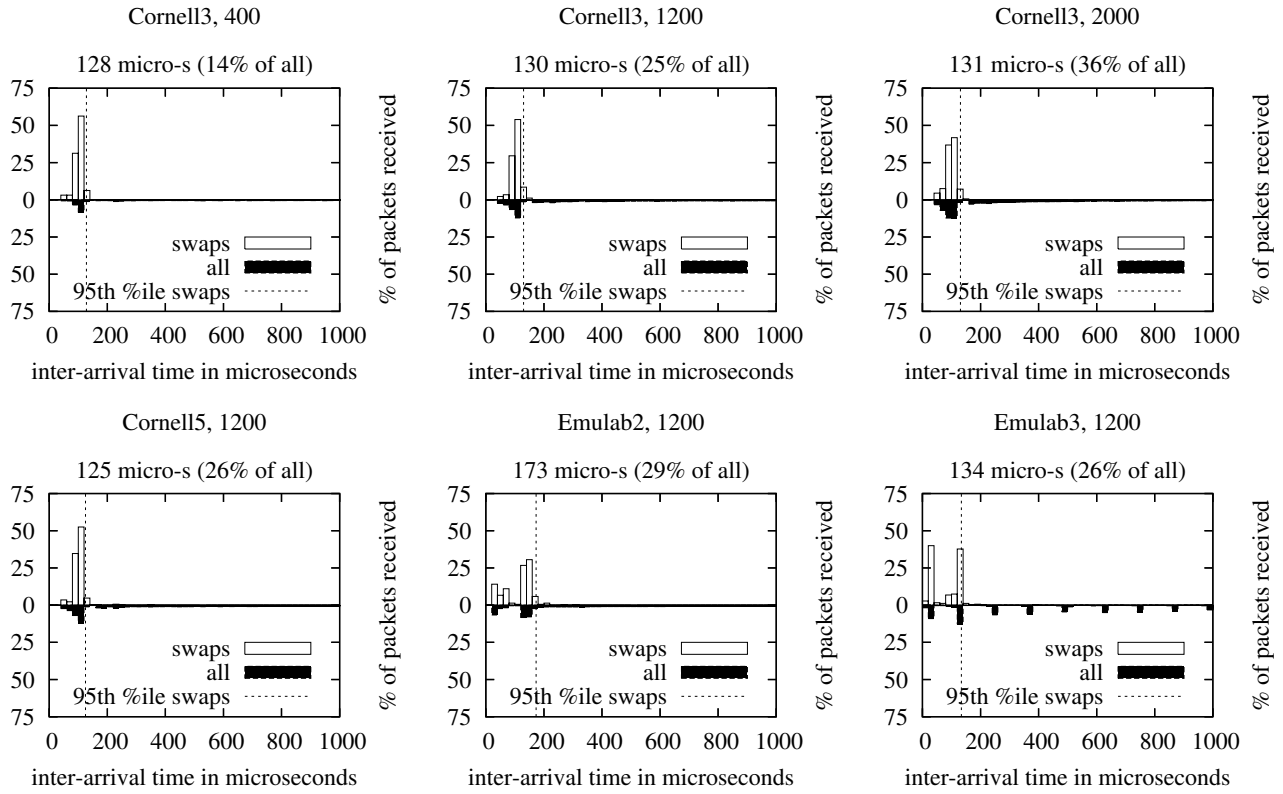 Cornell3, 400
128 micro-s (14% of all)
75
50
25
0
25
50
75
swaps
all
95th %ile swaps
0 200 400 600 800 1000
inter-arrival time in microseconds
% of packets received
Cornell3, 1200
130 micro-s (25% of all)
75
50
25
0
25
50
75
swaps
all
95th %ile swaps
0 200 400 600 800 1000
inter-arrival time in microseconds
% of packets received
Cornell3, 2000
131 micro-s (36% of all)
75
50
25
0
25
50
75
swaps
all
95th %ile swaps
0 200 400 600 800 1000
inter-arrival time in microseconds
% of packets received
Cornell5, 1200
125 micro-s (26% of all)
75
50
25
0
25
50
75
swaps
all
95th %ile swaps
0 200 400 600 800 1000
inter-arrival time in microseconds
% of packets received
Emulab2, 1200
173 micro-s (29% of all)
75
50
25
0
25
50
75
swaps
all
95th %ile swaps
0 200 400 600 800 1000
inter-arrival time in microseconds
% of packets received
Emulab3, 1200
134 micro-s (26% of all)
75
50
25
0
25
50
75
swaps
all
95th %ile swaps
0 200 400 600 800 1000
inter-arrival time in microseconds
% of packets received